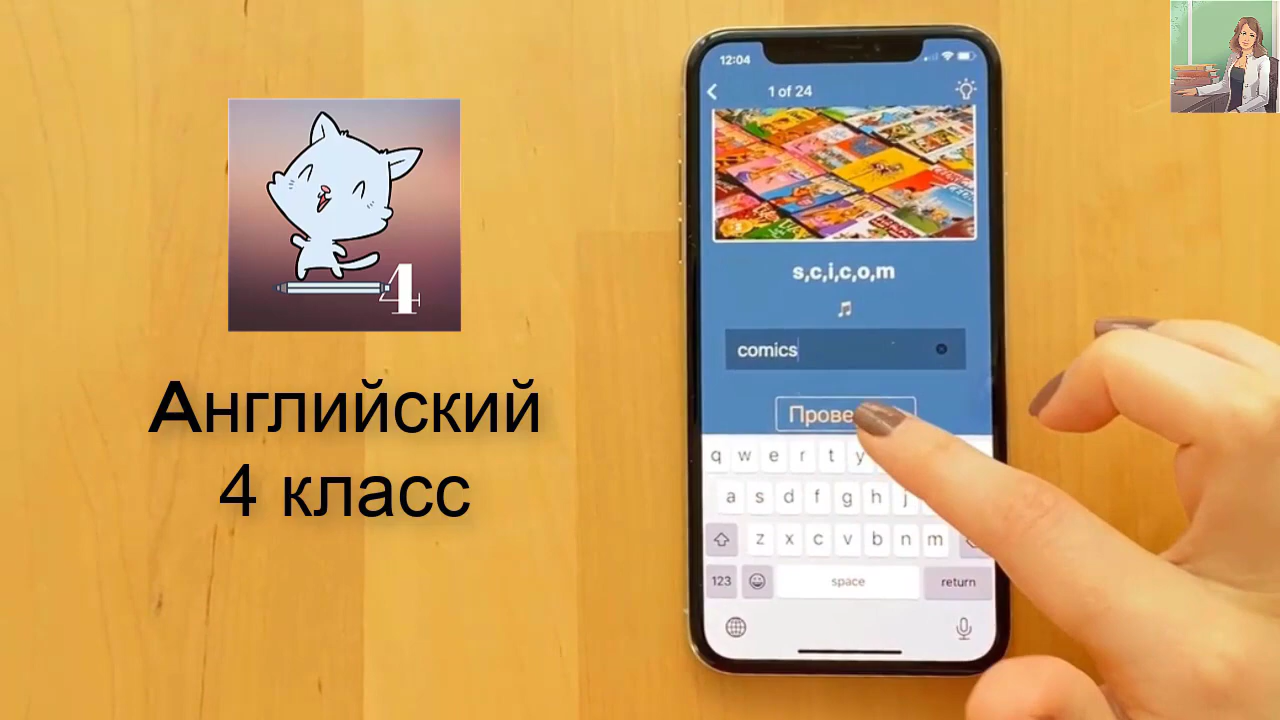 Английский
4 класс
4
12:04
1 of 24
s,c,i,c,o,m
comics
q w e r t y
a s d f g h j
z x c v b n m
123
space
return